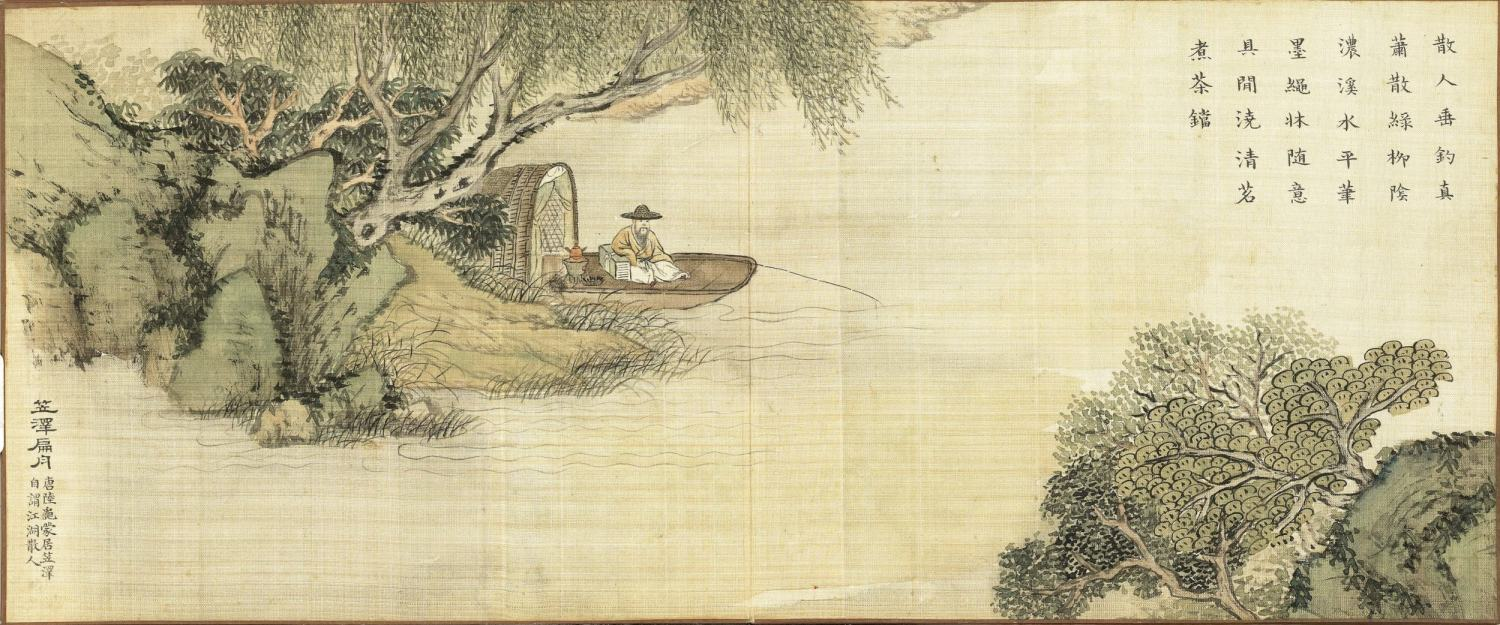 散人垂釣真
蕭散綠柳陰
濃溪水平筆
墨繩牀随意
具閒澆清茗
煮茶鐺
笠澤扁舟
唐陸龜蒙居笠澤
自謂江湖散人